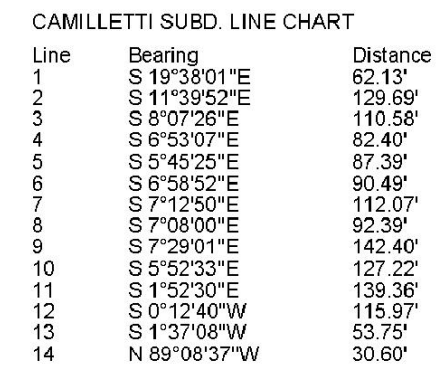 CAMILLETTI SUBD. LINE CHART
Line Bearing Distance
1 S 19°38'01"E 62.13'
2 S 11°39'52"E 129.69'
3 S 8°07'26"E 110.58'
4 S 6°53'07"E 82.40'
5 S 5°45'25"E 87.39'
6 S 6°58'52"E 90.49'
7 S 7°12'50"E 112.07'
8 S 7°08'00"E 92.39'
9 S 7°29'01"E 142.40'
10 S 5°52'33"E 127.22'
11 S 1°52'30"E 139.36'
12 S 0°12'40"W 115.97'
13 S 1°37'08"W 53.75'
14 N 89°08'37"W 30.60'